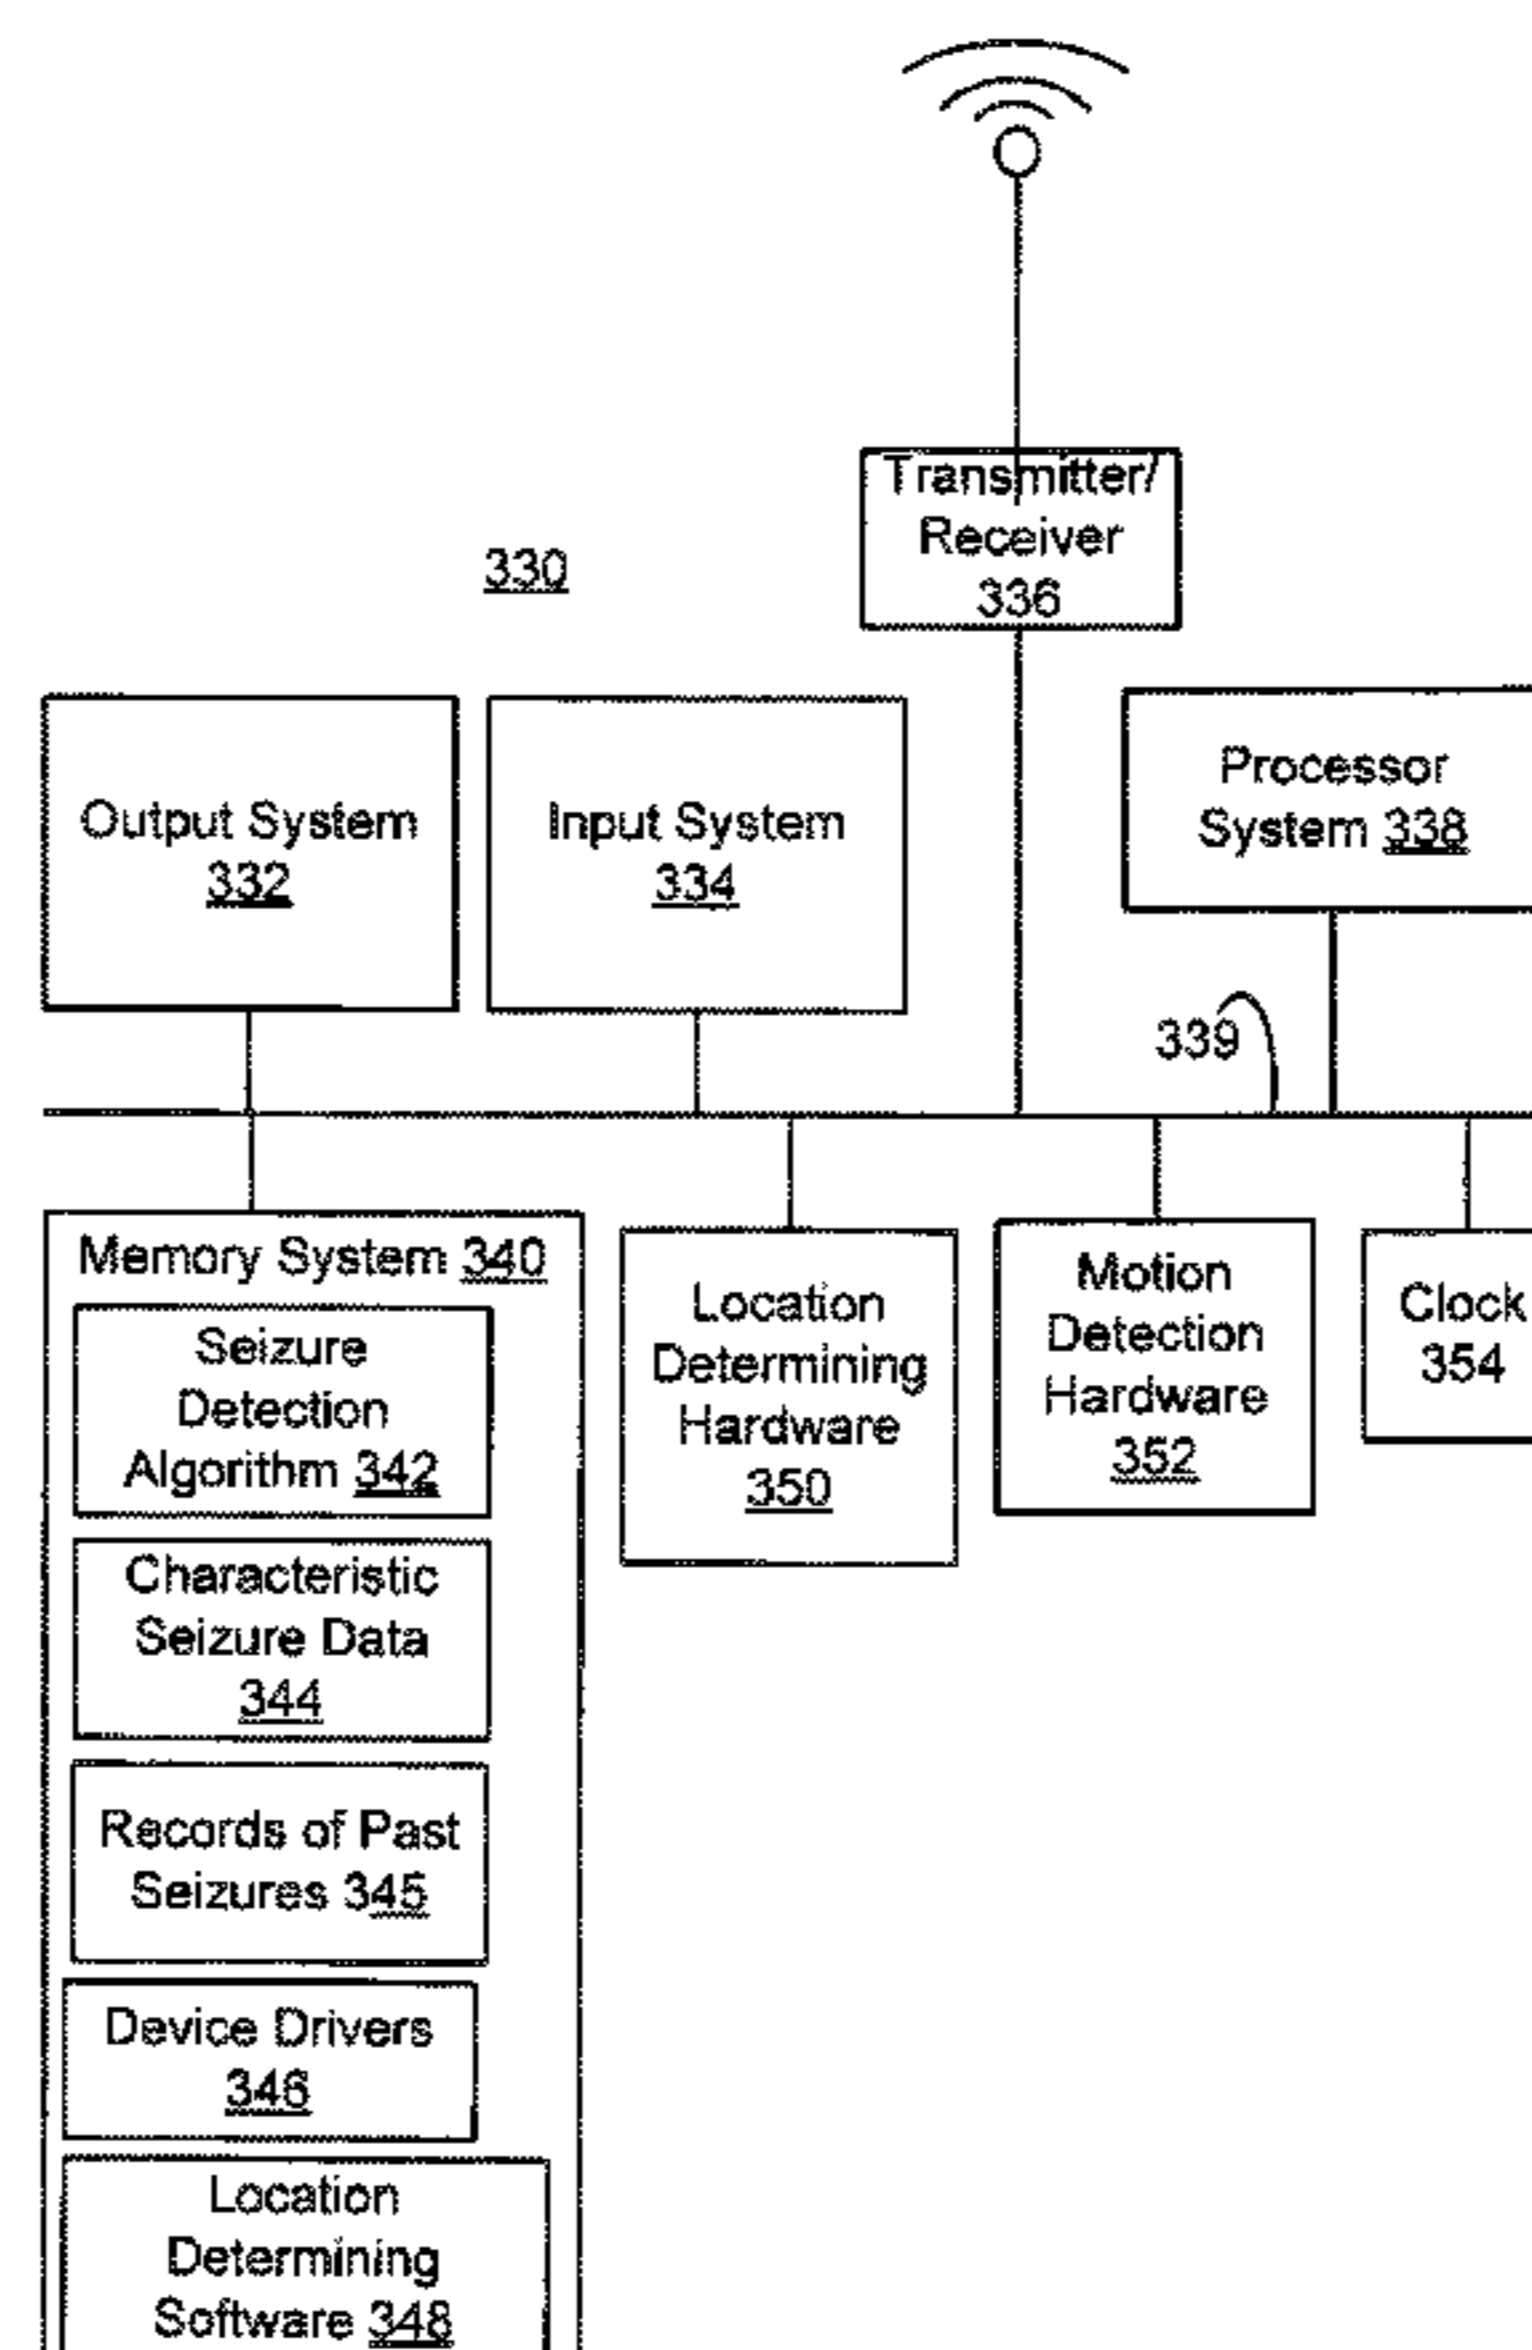 Transmitter/
Receiver
336
330
Output System
332
Input System
334
Processor
System 338
339
Memory System 340
Seizure
Detection
Algorithm 342
Characteristic
Seizure Data
344
Records of Past
Seizures 345
Device Drivers
346
Location
Determining
Software 348
Location
Determining
Hardware
350
Motion
Detection
Hardware
352
Clock
354